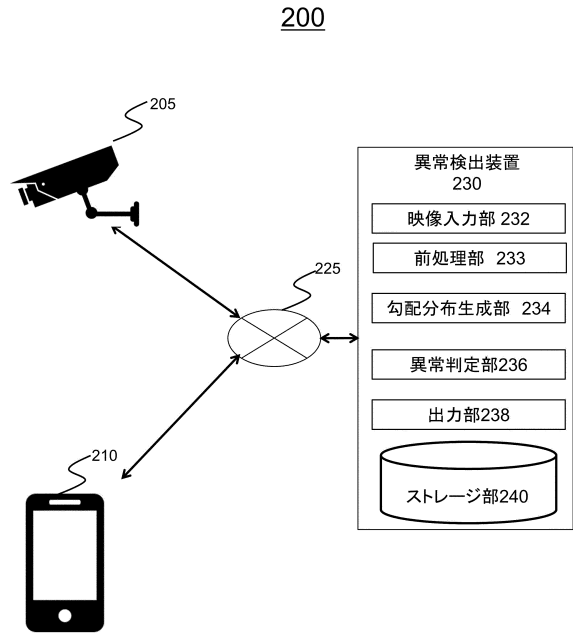 200
205
異常検出装置
230
映像入力部 232
前処理部 233
225
勾配分布生成部 234
異常判定部236
出力部238
210
ストレージ部240